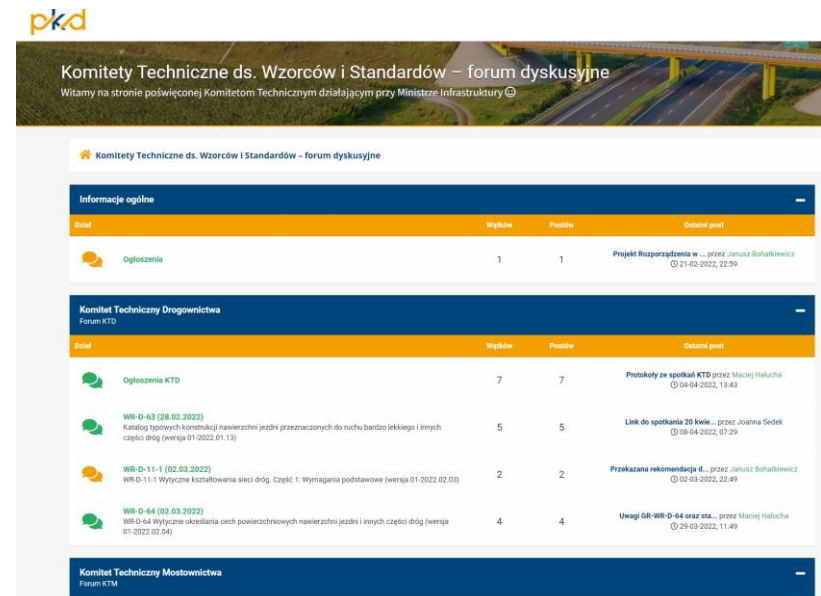 pkd
Komitety Techniczne ds. Wzorców i Standardów – forum dyskusyjne
Witamy na stronie poświęconej Komitetom Technicznym działającym przy Ministrze Infrastruktury
Komitety Techniczne ds. Wzorców i Standardów – forum dyskusyjne
Informacje ogólne
Dział Wątków Postów Ostatni post
Ogłoszenia 1 1 Projekt Rozporządzenia w ... przez Janusz Bohatkiewicz
21-02-2022, 22:59
Komitet Techniczny Drogownictwa
Forum KTD
Dział Wątków Postów Ostatni post
Ogłoszenia KTD 7 7 Protokoły ze spotkań KTD przez Maciej Hałucha
04-04-2022, 13:43
WR-D-63 (28.02.2022)
Katalog typowych konstrukcji nawierzchni jezdni przeznaczonych do ruchu bardzo lekkiego i innych
części dróg (wersja 01-2022.01.13)
5 5 Link do spotkania 20 kwie... przez Joanna Sedek
08-04-2022, 07:29
WR-D-11-1 (02.03.2022)
WR-D-11-1 Wytyczne kształtowania sieci dróg. Część 1: Wymagania podstawowe (wersja 01-2022.02.03)
2 2 Przekazana rekomendacja d... przez Janusz Bohatkiewicz
02-03-2022, 22:49
WR-D-64 (02.03.2022)
WR-D-64 Wytyczne określania cech powierzchniowych nawierzchni jezdni i innych części dróg (wersja
01-2022.02.04)
4 4 Uwagi GR-WR-D-64 oraz sta... przez Maciej Hałucha
29-03-2022, 11:49
Komitet Techniczny Mostownictwa
Forum KTM